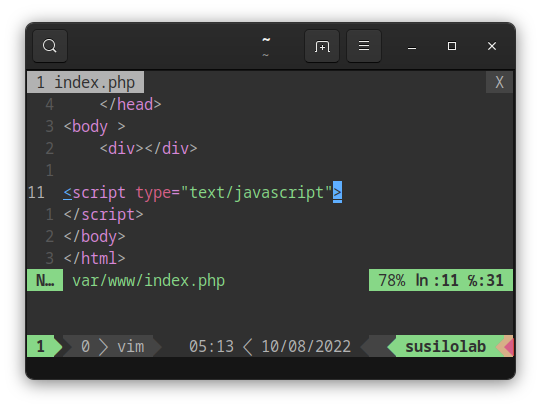 ~
~
1 index.php X
4 </head>
3 <body >
2 <div></div>
1
11 <script type="text/javascript">
1 </script>
2 </body>
3 </html>
N… var/www/index.php 78% ln :11 ℅:31
1 0 vim 05:13 10/08/2022 susilolab